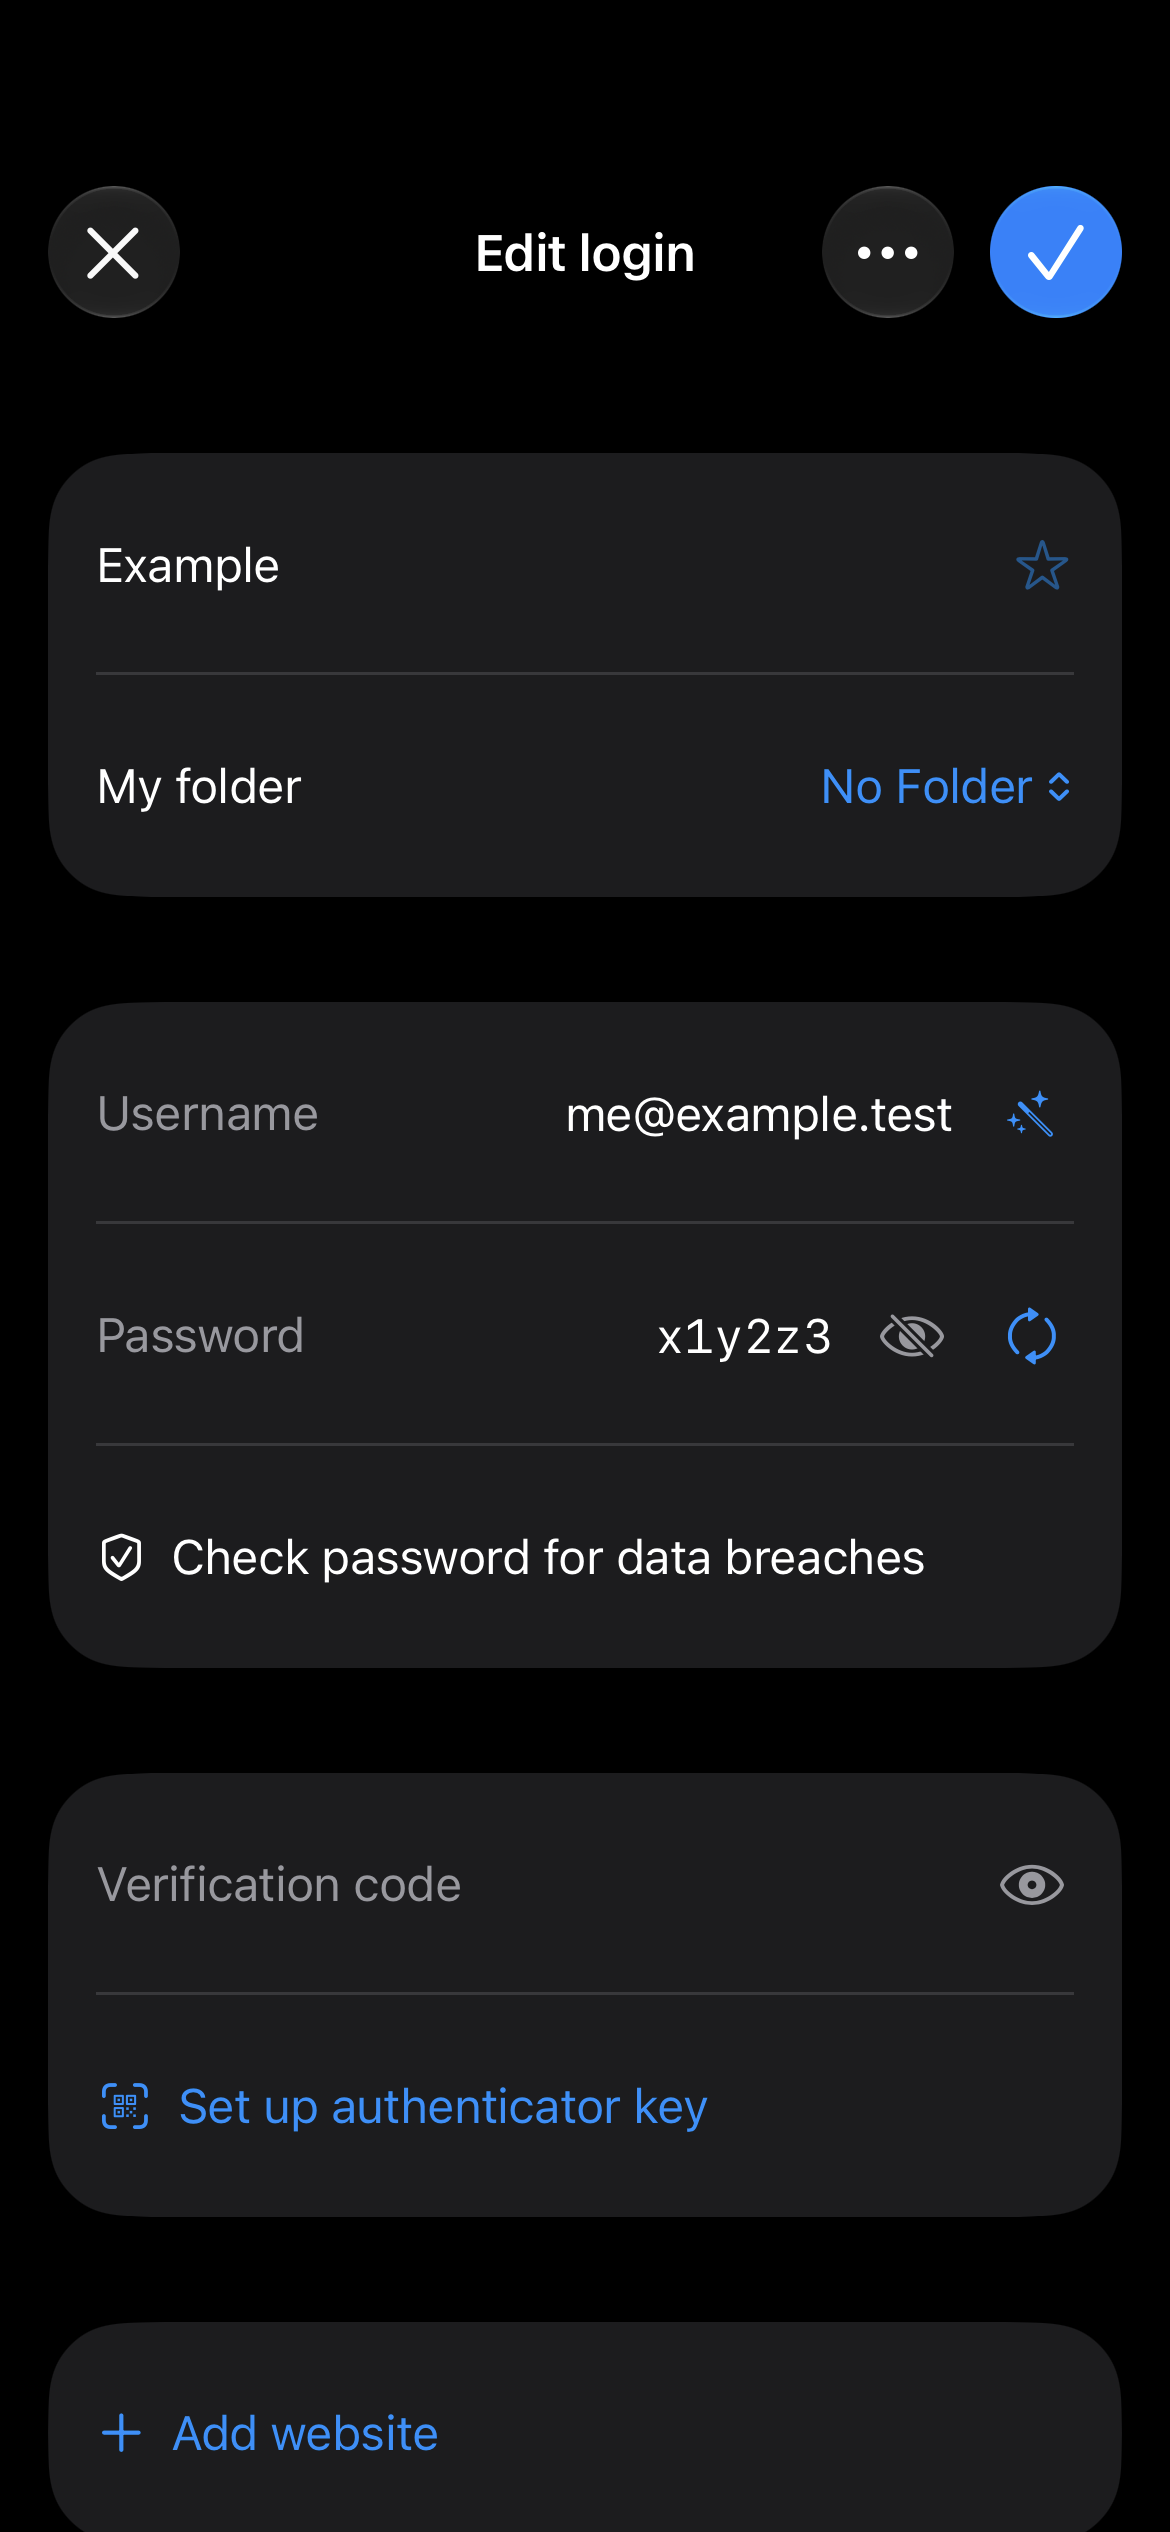 Edit login
Example
My folder No Folder
Username me@example.test
Password x1y2z3
Check password for data breaches
Verification code
Set up authenticator key
Add website